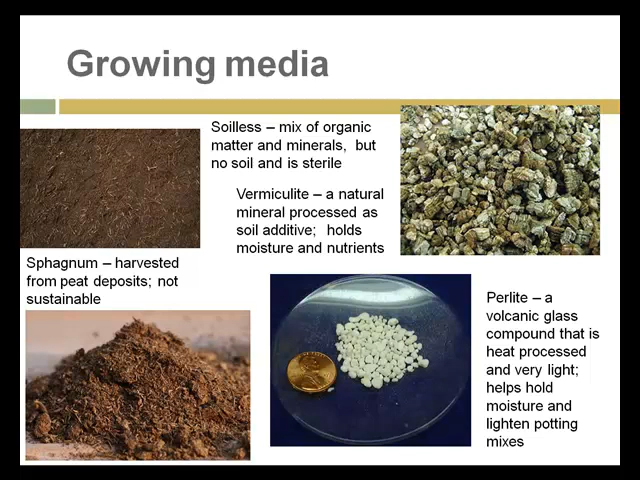 Growing media
Soilless – mix of organic
matter and minerals, but
no soil and is sterile
Vermiculite – a natural
mineral processed as
soil additive; holds
moisture and nutrients
Sphagnum – harvested
from peat deposits; not
sustainable
Perlite – a
volcanic glass
compound that is
heat processed
and very light;
helps hold
moisture and
lighten potting
mixes